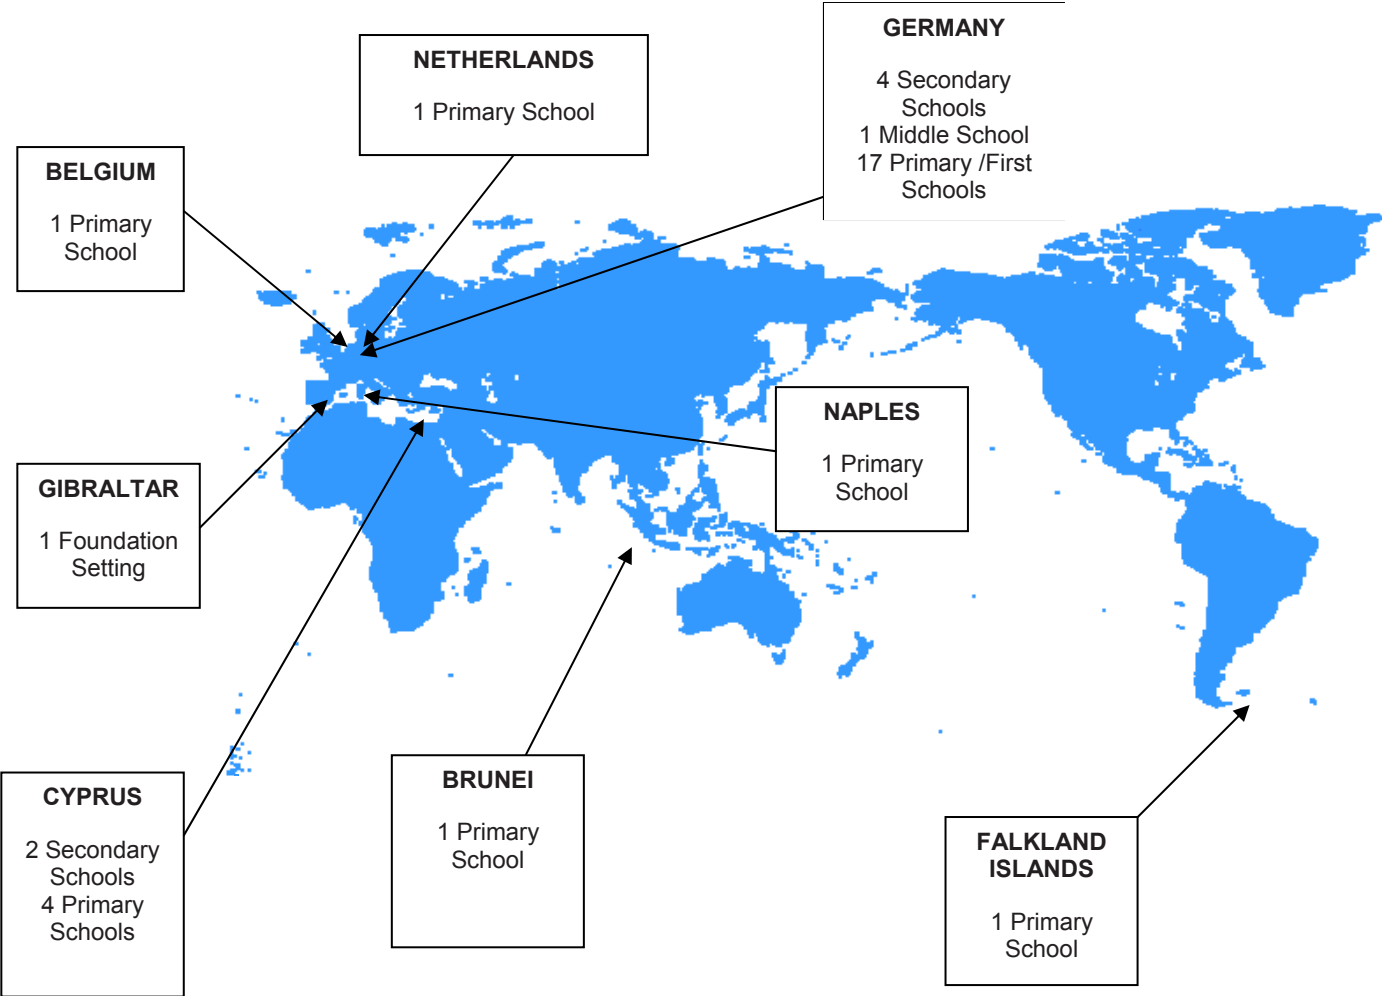 GERMANY
4 Secondary
Schools
1 Middle School
17 Primary /First
Schools
NETHERLANDS
1 Primary School
BELGIUM
1 Primary
School
NAPLES
1 Primary
School
GIBRALTAR
1 Foundation
Setting
CYPRUS
2 Secondary
Schools
4 Primary
Schools
BRUNEI
1 Primary
School
FALKLAND
ISLANDS
1 Primary
School